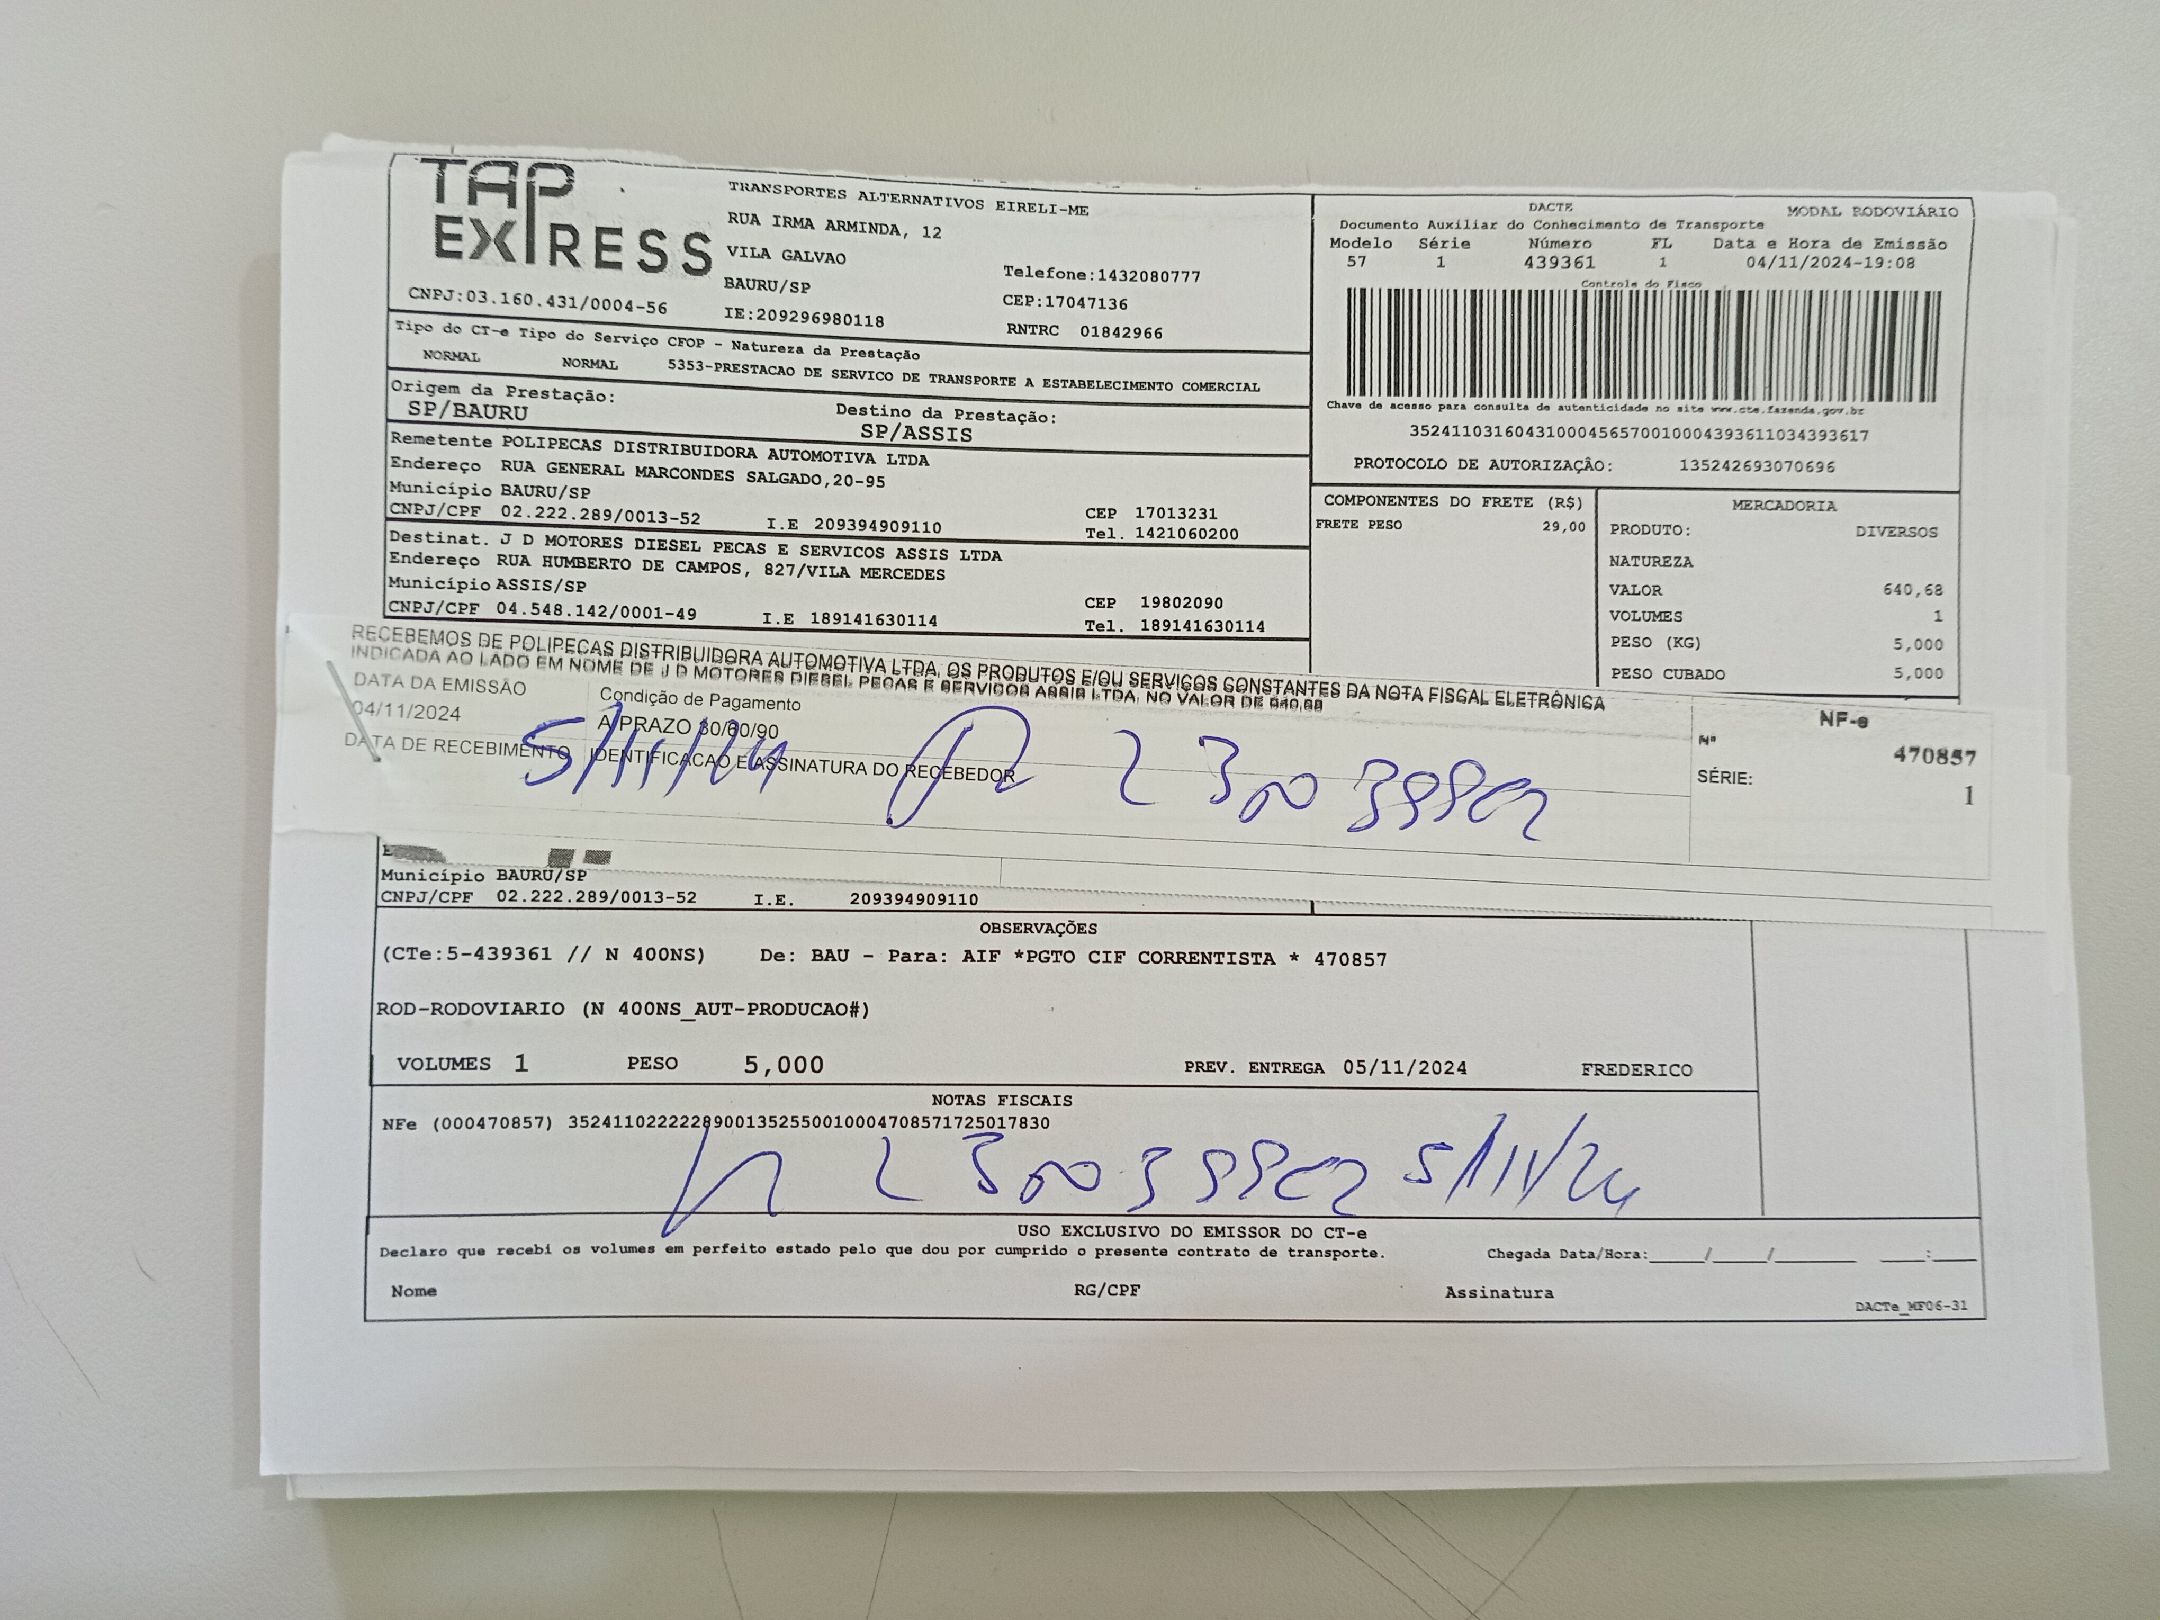 TAP EXPRESS
CNPJ:03.160.431/0004-56
TRANSPORTES ALTERNATIVOS EIRELI-ME
RUA IRMA ARMINDA, 12
VILA GALVAO
BAURU/SP
IE:209296980118
Telefone:1432080777
CEP:17047136
RNTRC 01842966
DACTE
MODAL RODOVIÁRIO
Documento Auxiliar do Conhecimento de Transporte
Modelo Série Número FL Data e Hora de Emissão
57 1 439361 1 04/11/2024-19:08
Controle do Fisco
Chave de acesso para consulta de autenticidade no site www.cte.fazenda.gov.br
35241103160431000456570010004393611034393617
PROTOCOLO DE AUTORIZAÇÃO: 135242693070696
Tipo do CT-e Tipo do Serviço CFOP - Natureza da Prestação
NORMAL NORMAL 5353-PRESTACAO DE SERVICO DE TRANSPORTE A ESTABELECIMENTO COMERCIAL
Origem da Prestação: Destino da Prestação:
SP/BAURU SP/ASSIS
Remetente POLIPECAS DISTRIBUIDORA AUTOMOTIVA LTDA
Endereço RUA GENERAL MARCONDES SALGADO,20-95
Município BAURU/SP CEP 17013231
CNPJ/CPF 02.222.289/0013-52 I.E 209394909110 Tel. 1421060200
Destinat. J D MOTORES DIESEL PECAS E SERVICOS ASSIS LTDA
Endereço RUA HUMBERTO DE CAMPOS, 827/VILA MERCEDES
Município ASSIS/SP CEP 19802090
CNPJ/CPF 04.548.142/0001-49 I.E 189141630114 Tel. 189141630114
COMPONENTES DO FRETE (R$)
FRETE PESO 29,00
MERCADORIA
PRODUTO: DIVERSOS
NATUREZA
VALOR 640,68
VOLUMES 1
PESO (KG) 5,000
PESO CUBADO 5,000
RECEBEMOS DE POLIPECAS DISTRIBUIDORA AUTOMOTIVA LTDA, OS PRODUTOS E/OU SERVIÇOS CONSTANTES DA NOTA FISCAL ELETRÔNICA
INDICADA AO LADO EM NOME DE J D MOTORES DIESEL PECAS E SERVICOS ASSIS LTDA, NO VALOR DE 640,68
DATA DA EMISSÃO Condição de Pagamento
04/11/2024 A PRAZO 30/60/90
DATA DE RECEBIMENTO IDENTIFICACAO E ASSINATURA DO RECEBEDOR
5/11/24
NF-e
Nº 470857
SÉRIE: 1
Município BAURU/SP
CNPJ/CPF 02.222.289/0013-52 I.E. 209394909110
OBSERVAÇÕES
(CTe:5-439361 // N 400NS) De: BAU - Para: AIF *PGTO CIF CORRENTISTA * 470857
ROD-RODOVIARIO (N 400NS_AUT-PRODUCAO#)
VOLUMES 1 PESO 5,000 PREV. ENTREGA 05/11/2024 FREDERICO
NOTAS FISCAIS
NFe (000470857) 35241102222289001352550010004708571725017830
5/11/24
USO EXCLUSIVO DO EMISSOR DO CT-e
Declaro que recebi os volumes em perfeito estado pelo que dou por cumprido o presente contrato de transporte. Chegada Data/Hora:_____/_____/________ ____:____
Nome RG/CPF Assinatura
DACTe_MF06-31